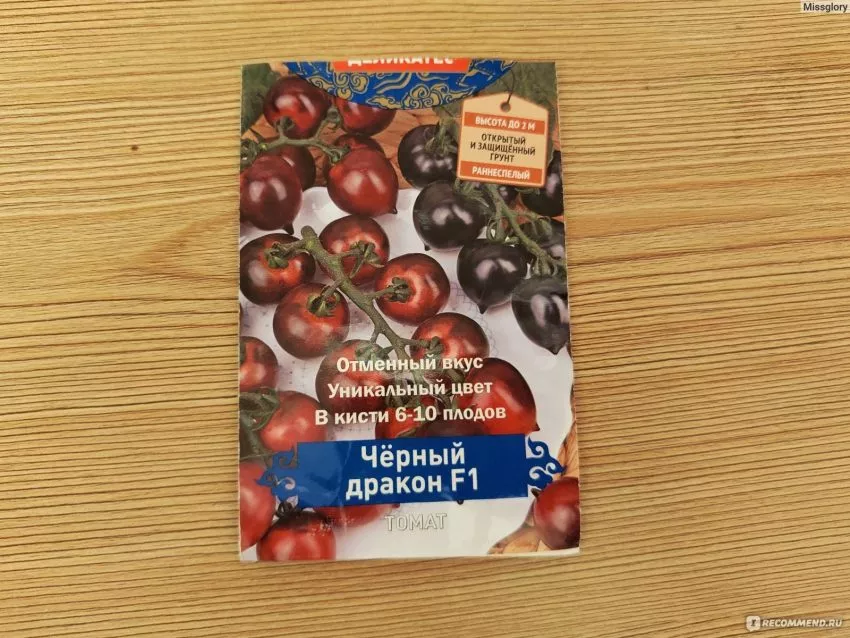 Missglory
ДЕЛИКАТЕС
ВЫСОТА ДО 2 М
ОТКРЫТЫЙ
И ЗАЩИЩЁННЫЙ
ГРУНТ
РАННЕСПЕЛЫЙ
Отменный вкус
Уникальный цвет
В кисти 6-10 плодов
Чёрный
дракон F1
ТОМАТ
IRECOMMEND.RU